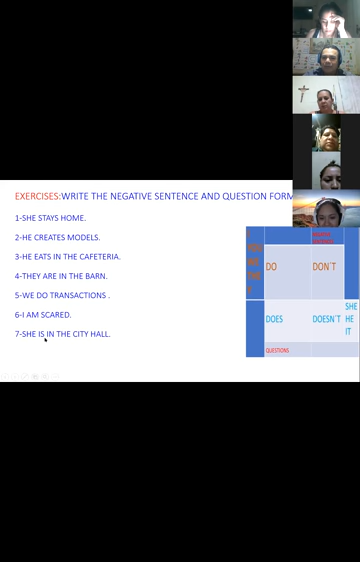 EXERCISES:WRITE THE NEGATIVE SENTENCE AND QUESTION FORM
1-SHE STAYS HOME.
2-HE CREATES MODELS.
3-HE EATS IN THE CAFETERIA.
4-THEY ARE IN THE BARN.
5-WE DO TRANSACTIONS .
6-I AM SCARED.
7-SHE IS IN THE CITY HALL.
DO DON´T
DOES DOESN´T SHE
HE
IT
QUESTIONS